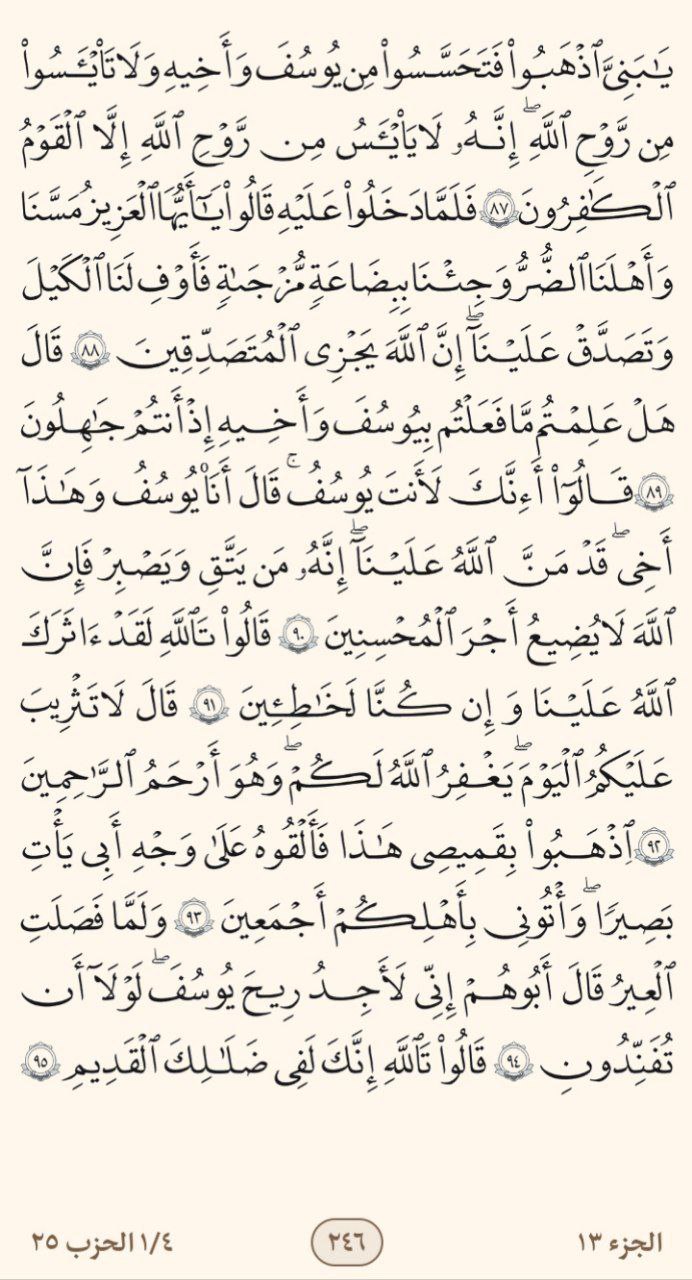 يَـٰبَنِىَّ ٱذْهَبُوا۟ فَتَحَسَّسُوا۟ مِن يُوسُفَ وَأَخِيهِ وَلَا تَا۟يْـَٔسُوا۟
مِن رَّوْحِ ٱللَّهِ ۖ إِنَّهُۥ لَا يَا۟يْـَٔسُ مِن رَّوْحِ ٱللَّهِ إِلَّا ٱلْقَوْمُ
ٱلْكَـٰفِرُونَ ٨٧ فَلَمَّا دَخَلُوا۟ عَلَيْهِ قَالُوا۟ يَـٰٓأَيُّهَا ٱلْعَزِيزُ مَسَّنَا
وَأَهْلَنَا ٱلضُّرُّ وَجِئْنَا بِبِضَـٰعَةٍ مُّزْجَىٰةٍ فَأَوْفِ لَنَا ٱلْكَيْلَ
وَتَصَدَّقْ عَلَيْنَآ ۖ إِنَّ ٱللَّهَ يَجْزِى ٱلْمُتَصَدِّقِينَ ٨٨ قَالَ
هَلْ عَلِمْتُم مَّا فَعَلْتُم بِيُوسُفَ وَأَخِيهِ إِذْ أَنتُمْ جَـٰهِلُونَ
٨٩ قَالُوٓا۟ أَءِنَّكَ لَأَنتَ يُوسُفُ ۖ قَالَ أَنَا۠ يُوسُفُ وَهَـٰذَآ
أَخِى ۖ قَدْ مَنَّ ٱللَّهُ عَلَيْنَآ ۖ إِنَّهُۥ مَن يَتَّقِ وَيَصْبِرْ فَإِنَّ
ٱللَّهَ لَا يُضِيعُ أَجْرَ ٱلْمُحْسِنِينَ ٩٠ قَالُوا۟ تَٱللَّهِ لَقَدْ ءَاثَرَكَ
ٱللَّهُ عَلَيْنَا وَإِن كُنَّا لَخَـٰطِـِٔينَ ٩١ قَالَ لَا تَثْرِيبَ
عَلَيْكُمُ ٱلْيَوْمَ ۖ يَغْفِرُ ٱللَّهُ لَكُمْ ۖ وَهُوَ أَرْحَمُ ٱلرَّٰحِمِينَ
٩٢ ٱذْهَبُوا۟ بِقَمِيصِى هَـٰذَا فَأَلْقُوهُ عَلَىٰ وَجْهِ أَبِى يَأْتِ
بَصِيرًا ۖ وَأْتُونِى بِأَهْلِكُمْ أَجْمَعِينَ ٩٣ وَلَمَّا فَصَلَتِ
ٱلْعِيرُ قَالَ أَبُوهُمْ إِنِّى لَأَجِدُ رِيحَ يُوسُفَ ۖ لَوْلَآ أَن
تُفَنِّدُونِ ٩٤ قَالُوا۟ تَٱللَّهِ إِنَّكَ لَفِى ضَلَـٰلِكَ ٱلْقَدِيمِ ٩٥
الجزء ١٣ ٢٤٦ ١/٤ الحزب ٢٥